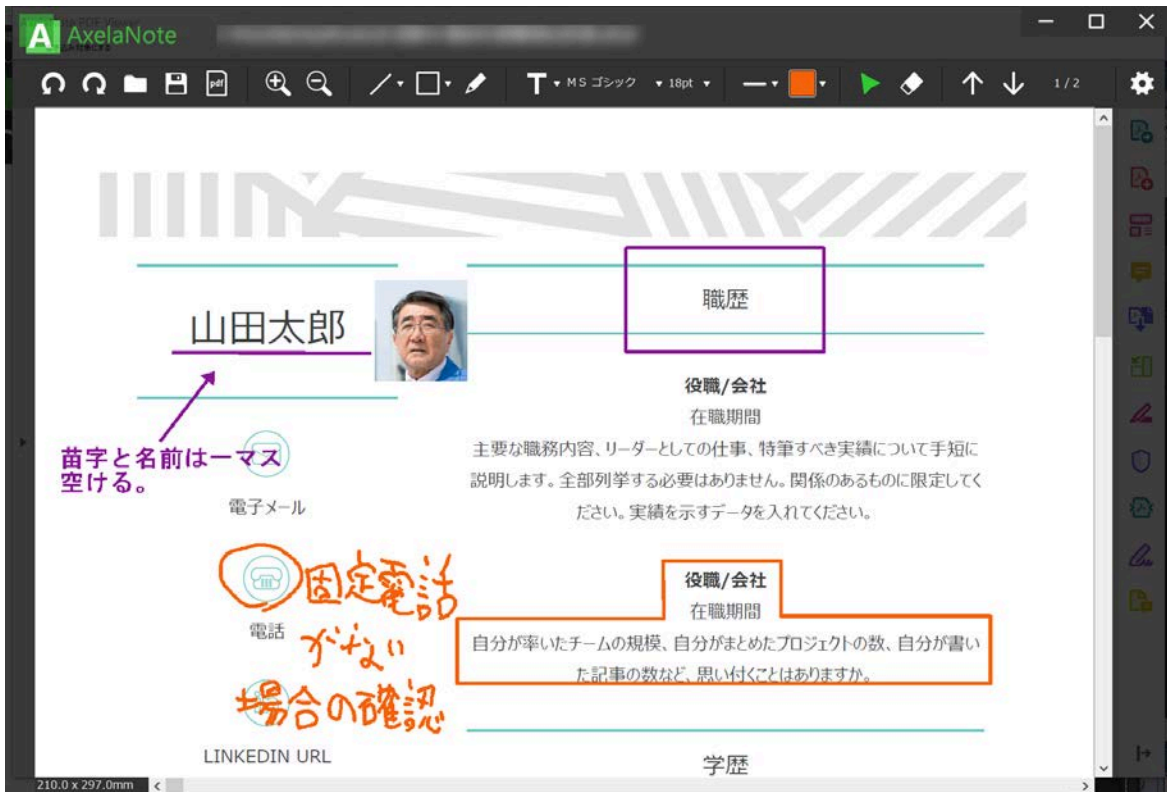 AxelaNote
MS ゴシック
18pt
1 / 2
山田太郎
苗字と名前は一マス
空ける。
電子メール
固定電話
電話
がない
場合の確認
LINKEDIN URL
職歴
役職/会社
在職期間
主要な職務内容、リーダーとしての仕事、特筆すべき実績について手短に
説明します。全部列挙する必要はありません。関係のあるものに限定してく
ださい。実績を示すデータを入れてください。
役職/会社
在職期間
自分が率いたチームの規模、自分がまとめたプロジェクトの数、自分が書い
た記事の数など、思い付くことはありますか。
学歴
210.0 x 297.0mm